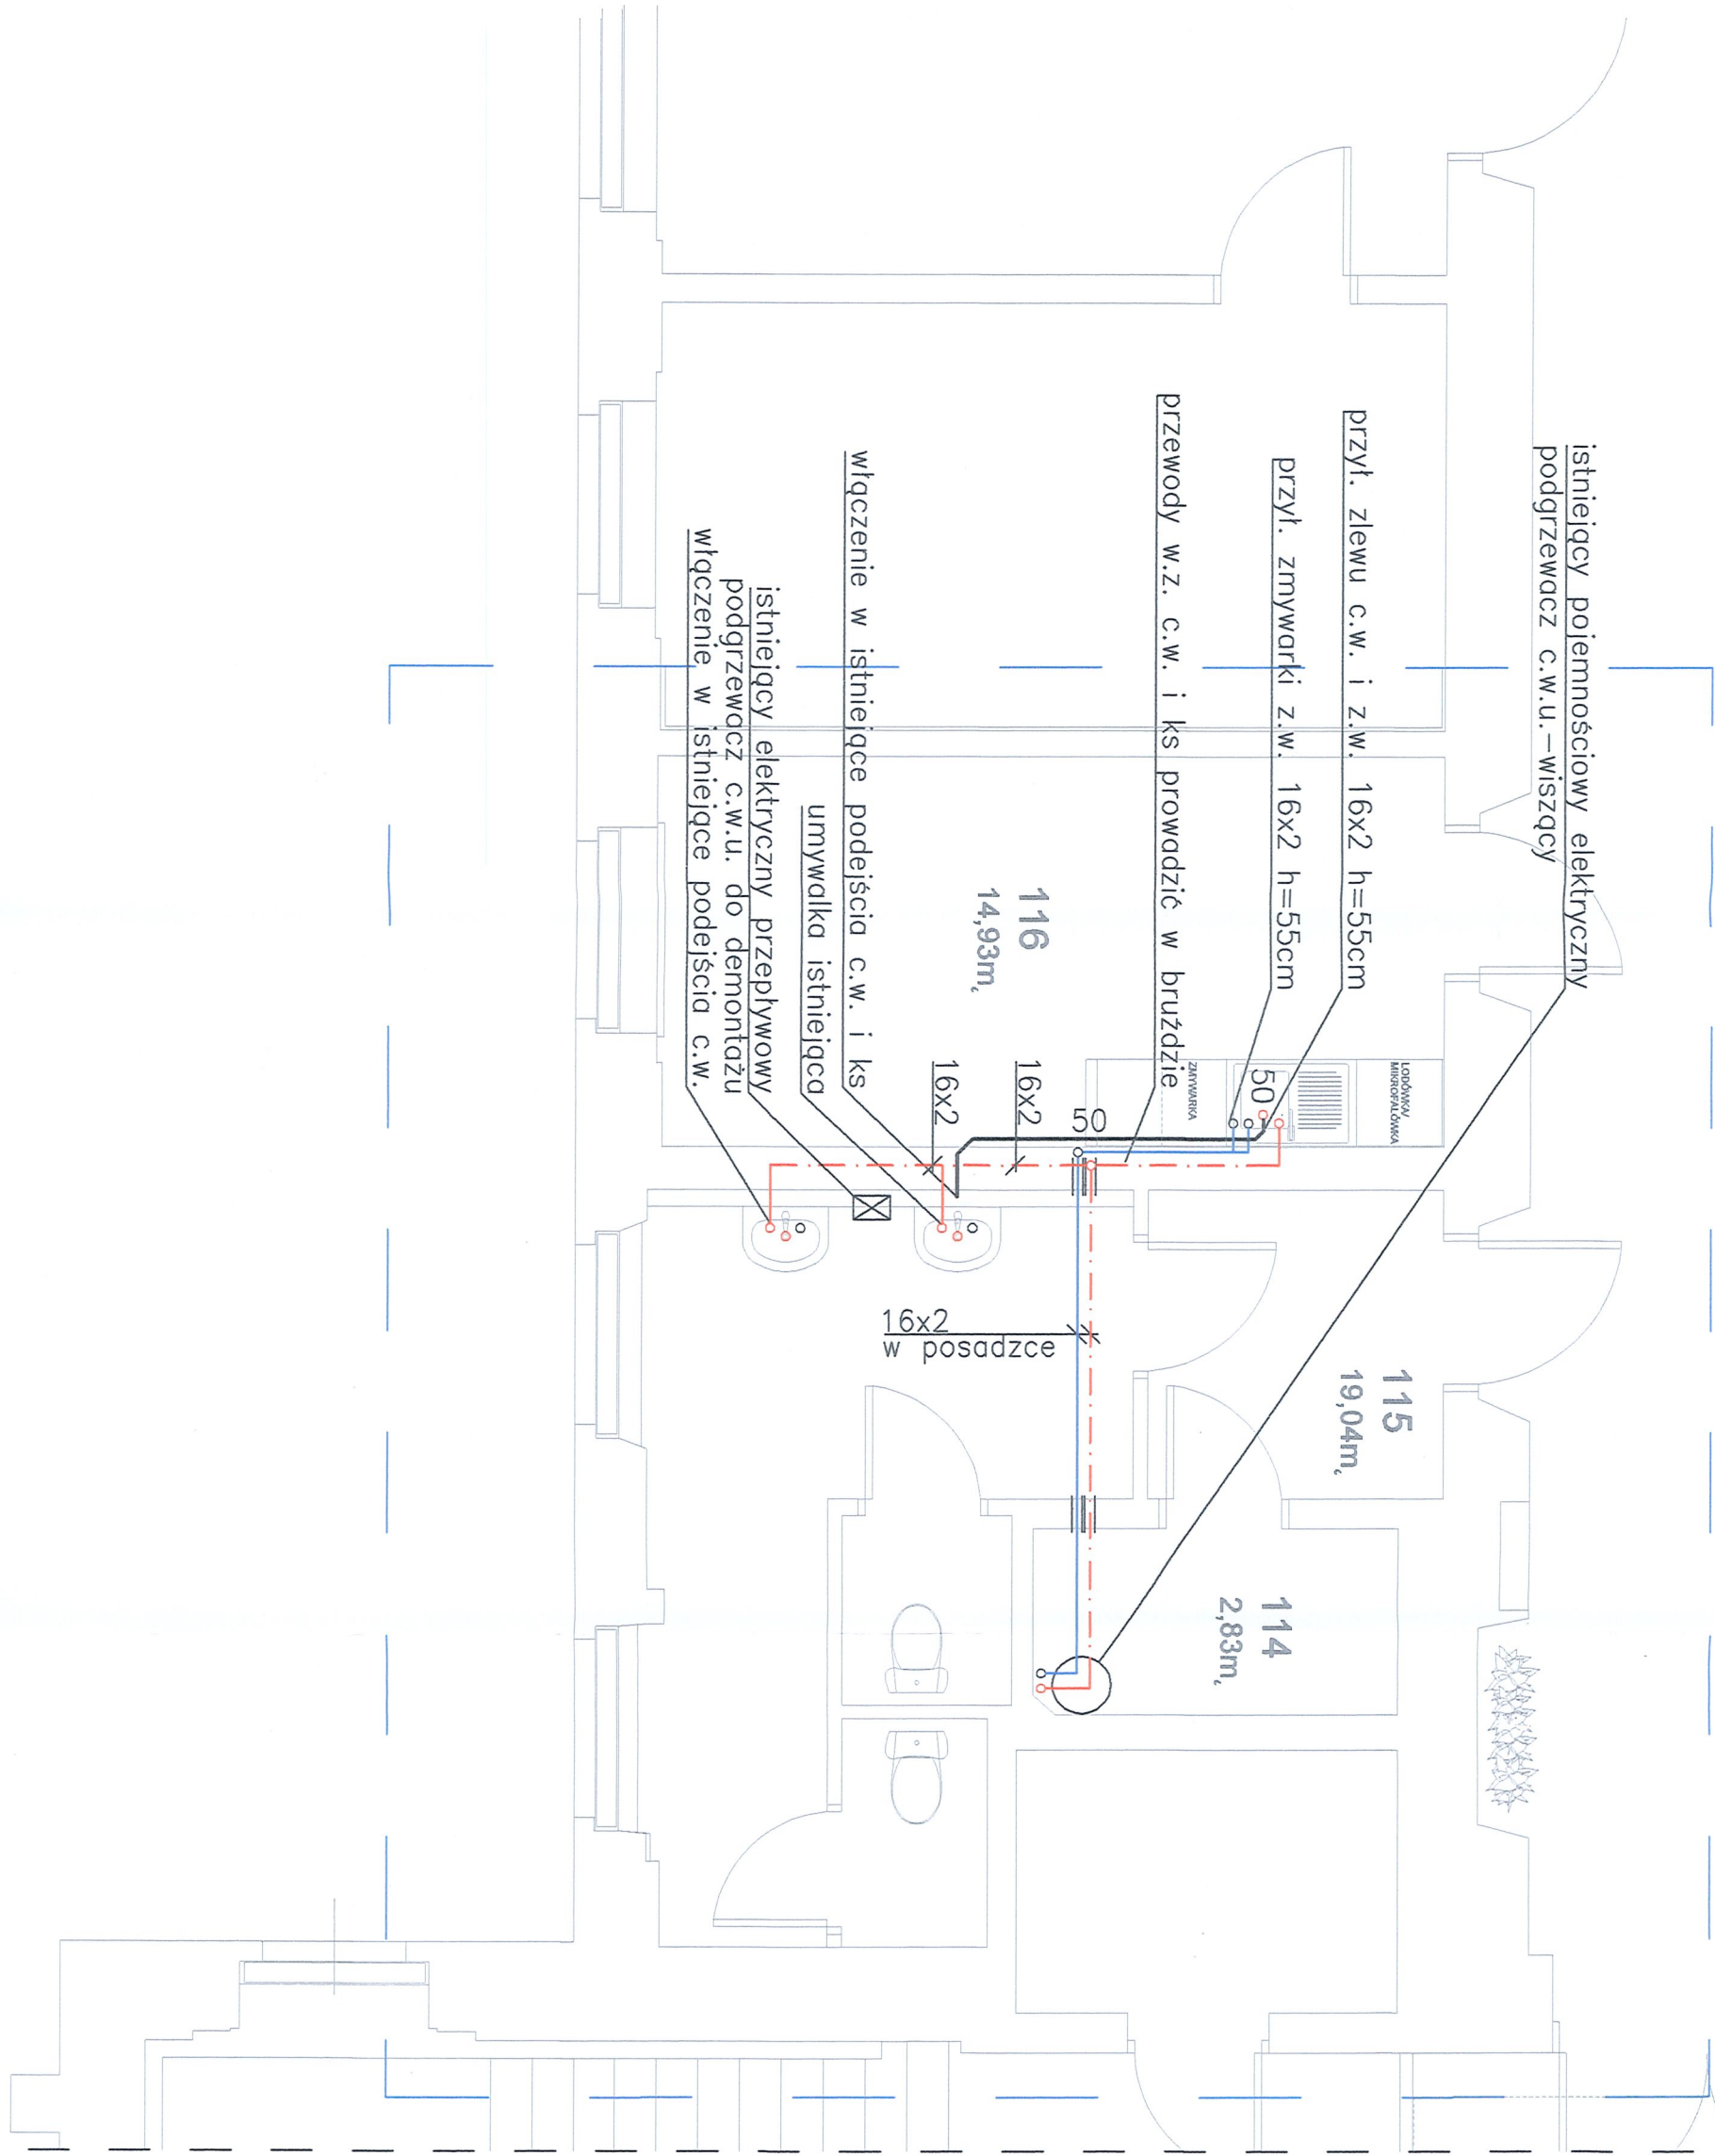 istniejący pojemnościowy elektryczny
podgrzewacz c.w.u.-wiszący
przył. zlewu c.w. i z.w. 16x2 h=55cm
przył. zmywarki z.w. 16x2 h=55cm
przewody w.z. c.w. i ks prowadzić w bruździe
włączenie w istniejące podejścia c.w. i ks
umywalka istniejąca
istniejący elektryczny przepływowy
podgrzewacz c.w.u. do demontażu
włączenie w istniejące podejścia c.w.
116
14,93m,
LODÓWKA/
MIKROFALÓWKA
50
ZMYWARKA
50
16x2
16x2
16x2
w posadzce
115
19,04m,
114
2,83m,